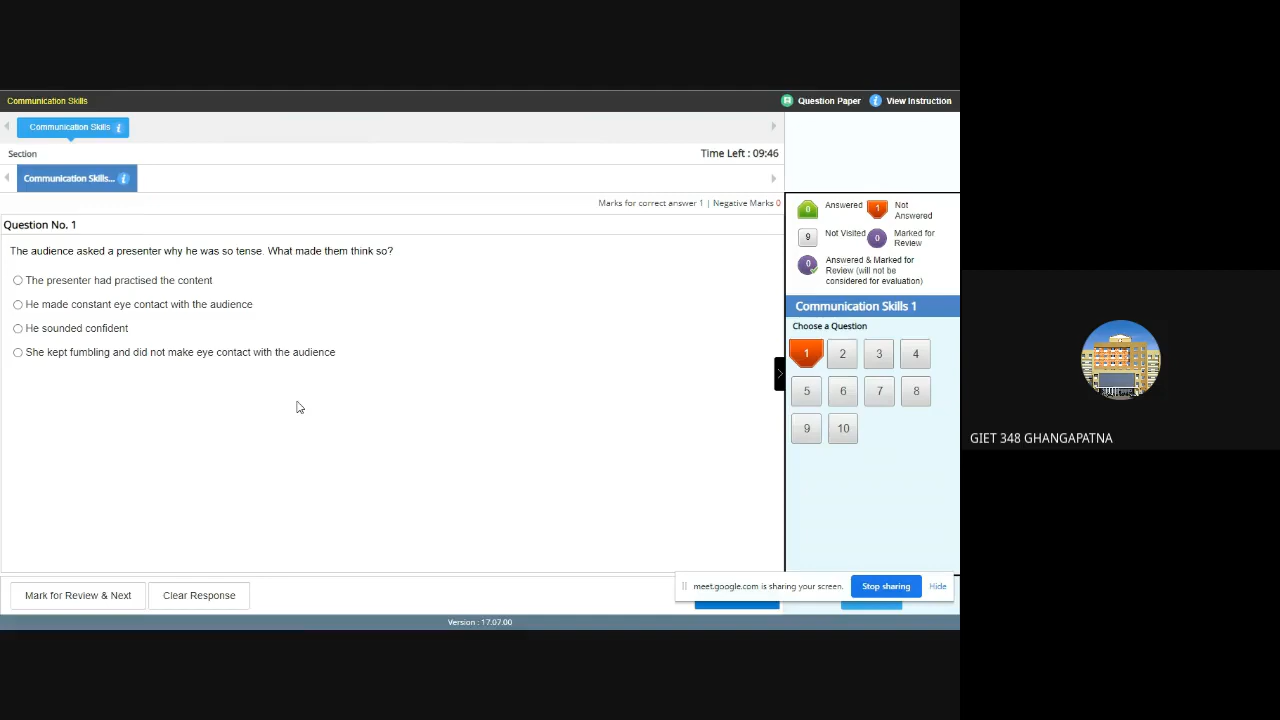 Communication Skills
Question Paper
View Instruction
Communication Skills
Section
Time Left : 09:46
Communication Skills...
Marks for correct answer 1 | Negative Marks 0
Question No. 1
The audience asked a presenter why he was so tense. What made them think so?
The presenter had practised the content
He made constant eye contact with the audience
He sounded confident
She kept fumbling and did not make eye contact with the audience
0 Answered
1 Not Answered
9 Not Visited
0 Marked for Review
0 Answered & Marked for Review (will not be considered for evaluation)
Communication Skills 1
Choose a Question
1 2 3 4
5 6 7 8
9 10
GIET 348 GHANGAPATNA
meet.google.com is sharing your screen.
Stop sharing
Hide
Mark for Review & Next
Clear Response
Version : 17.07.00